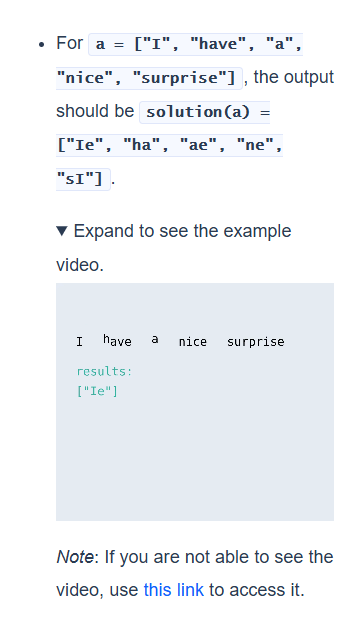 • For a = ["I", "have", "a",
"nice", "surprise"], the output
should be solution(a) =
["Ie", "ha", "ae", "ne",
"sI"].
▼ Expand to see the example
video.
I have a nice surprise
results:
["Ie"]
Note: If you are not able to see the
video, use this link to access it.